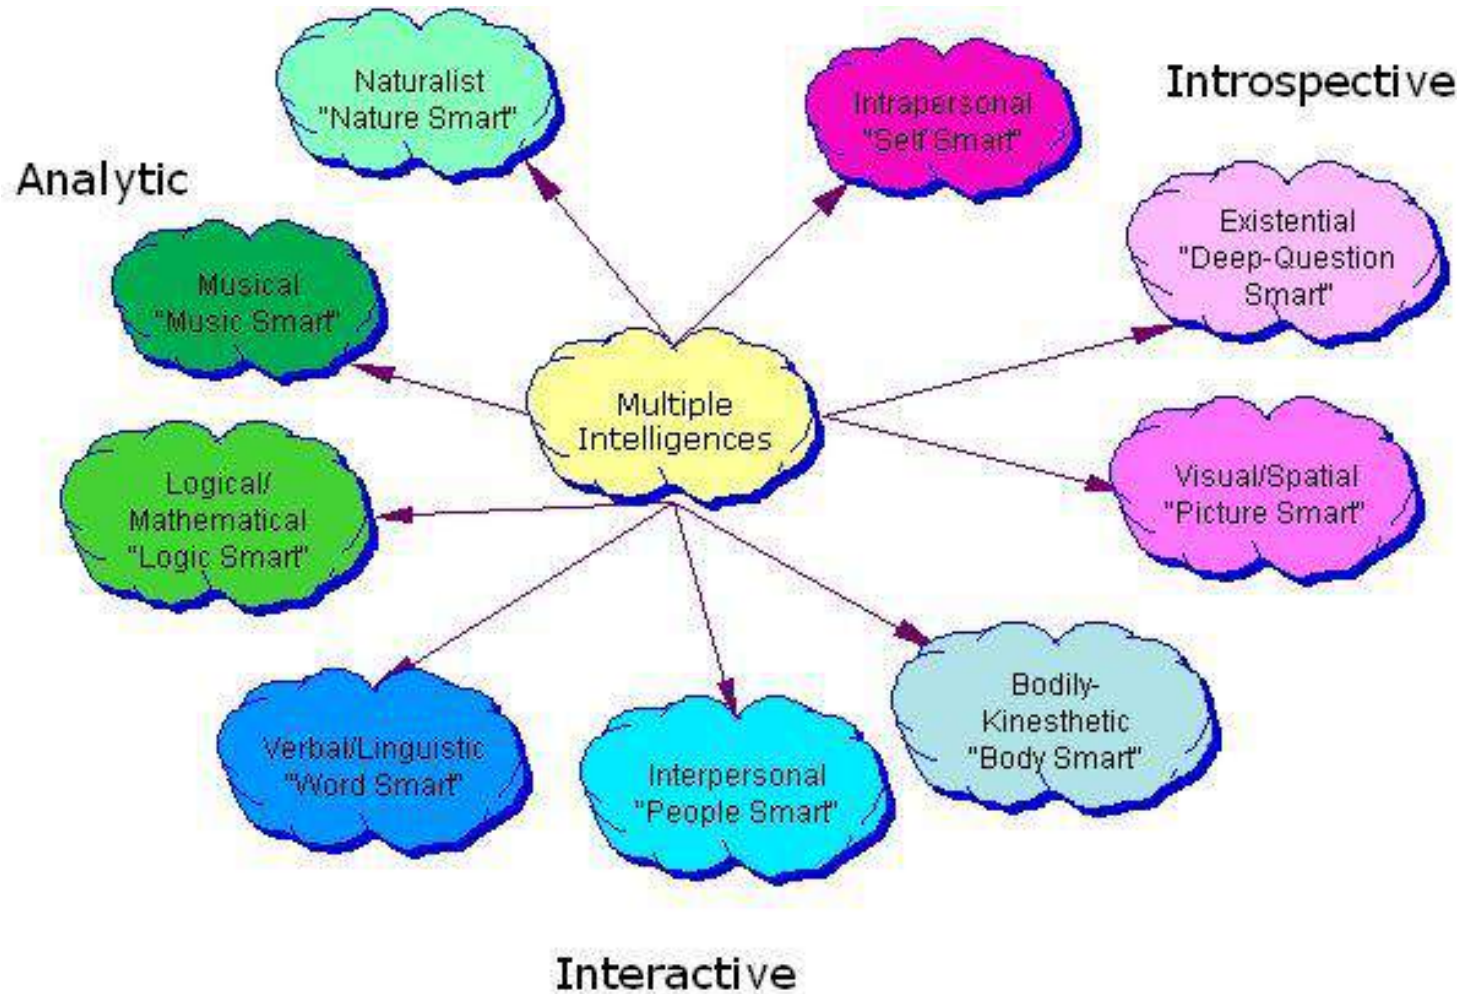 Naturalist
"Nature Smart"
Intrapersonal
"Self Smart"
Introspective
Analytic
Existential
"Deep-Question
Smart"
Musical
"Music Smart"
Multiple
Intelligences
Logical/
Mathematical
"Logic Smart"
Visual/Spatial
"Picture Smart"
Verbal/Linguistic
"Word Smart"
Interpersonal
"People Smart"
Bodily-
Kinesthetic
"Body Smart"
Interactive